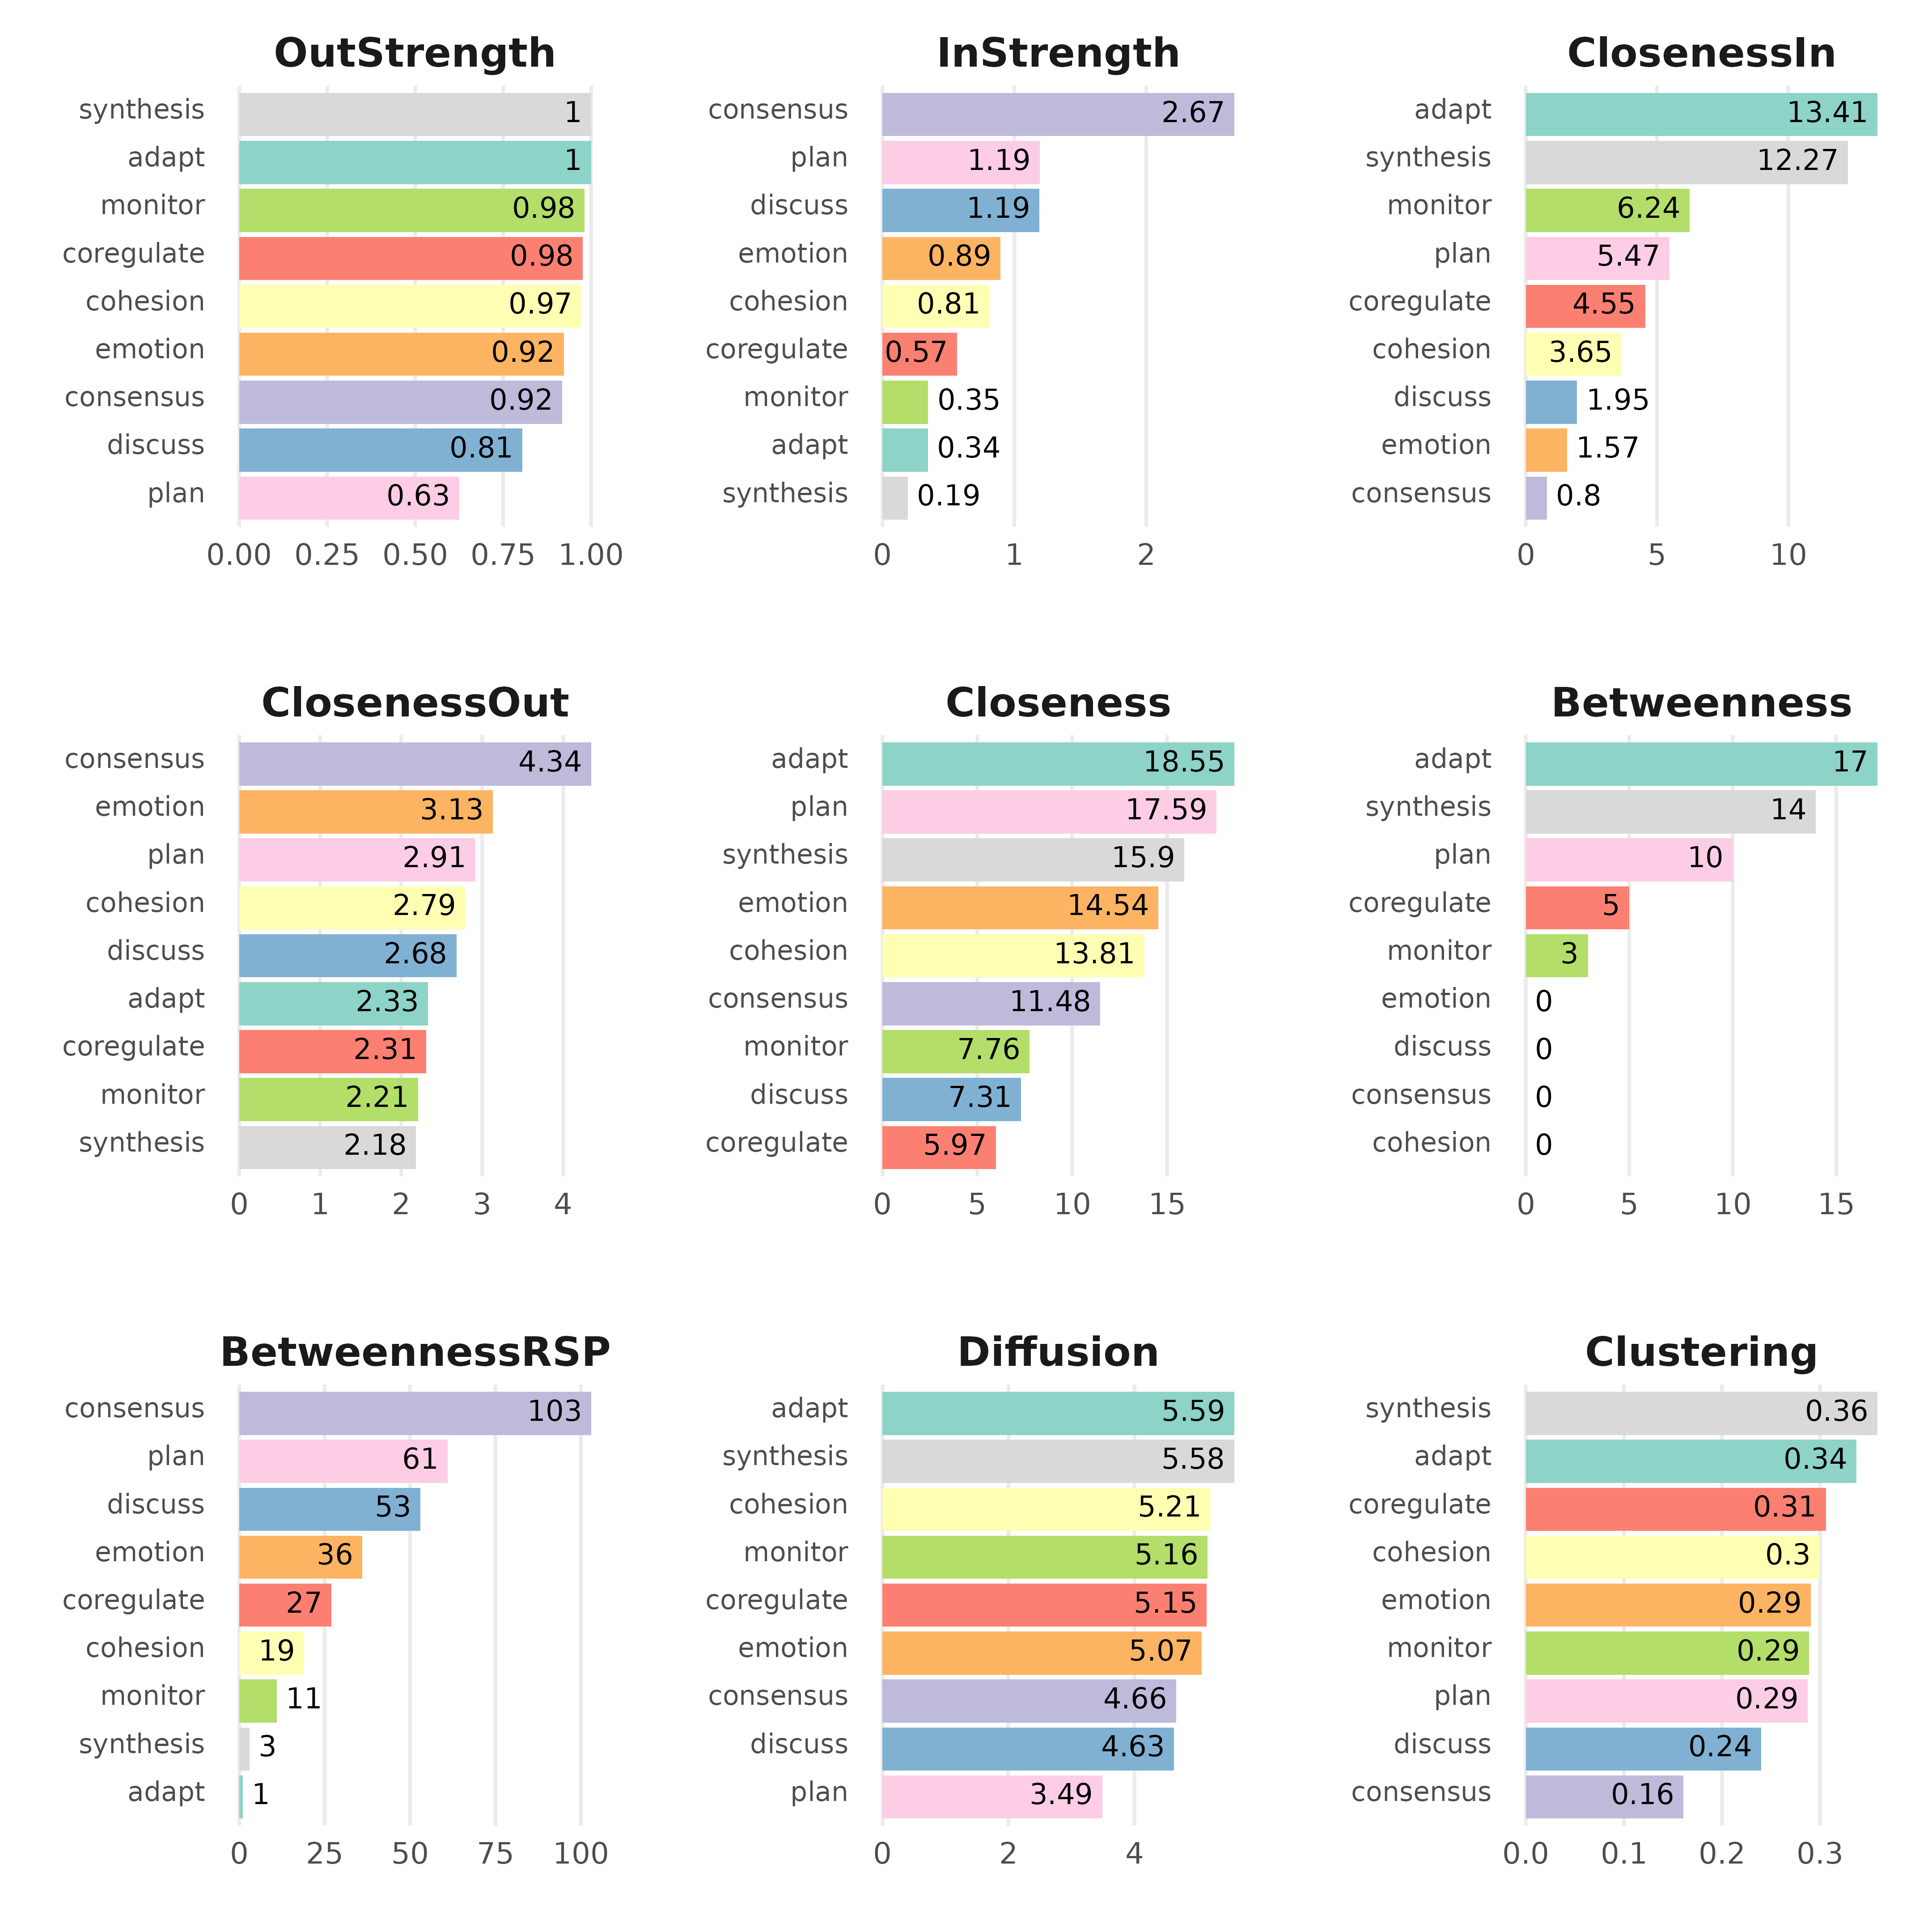 OutStrength
synthesis 1
adapt 1
monitor 0.98
coregulate 0.98
cohesion 0.97
emotion 0.92
consensus 0.92
discuss 0.81
plan 0.63
0.00 0.25 0.50 0.75 1.00
InStrength
consensus 2.67
plan 1.19
discuss 1.19
emotion 0.89
cohesion 0.81
coregulate 0.57
monitor 0.35
adapt 0.34
synthesis 0.19
0 1 2
ClosenessIn
adapt 13.41
synthesis 12.27
monitor 6.24
plan 5.47
coregulate 4.55
cohesion 3.65
discuss 1.95
emotion 1.57
consensus 0.8
0 5 10
ClosenessOut
consensus 4.34
emotion 3.13
plan 2.91
cohesion 2.79
discuss 2.68
adapt 2.33
coregulate 2.31
monitor 2.21
synthesis 2.18
0 1 2 3 4
Closeness
adapt 18.55
plan 17.59
synthesis 15.9
emotion 14.54
cohesion 13.81
consensus 11.48
monitor 7.76
discuss 7.31
coregulate 5.97
0 5 10 15
Betweenness
adapt 17
synthesis 14
plan 10
coregulate 5
monitor 3
emotion 0
discuss 0
consensus 0
cohesion 0
0 5 10 15
BetweennessRSP
consensus 103
plan 61
discuss 53
emotion 36
coregulate 27
cohesion 19
monitor 11
synthesis 3
adapt 1
0 25 50 75 100
Diffusion
adapt 5.59
synthesis 5.58
cohesion 5.21
monitor 5.16
coregulate 5.15
emotion 5.07
consensus 4.66
discuss 4.63
plan 3.49
0 2 4
Clustering
synthesis 0.36
adapt 0.34
coregulate 0.31
cohesion 0.3
emotion 0.29
monitor 0.29
plan 0.29
discuss 0.24
consensus 0.16
0.0 0.1 0.2 0.3